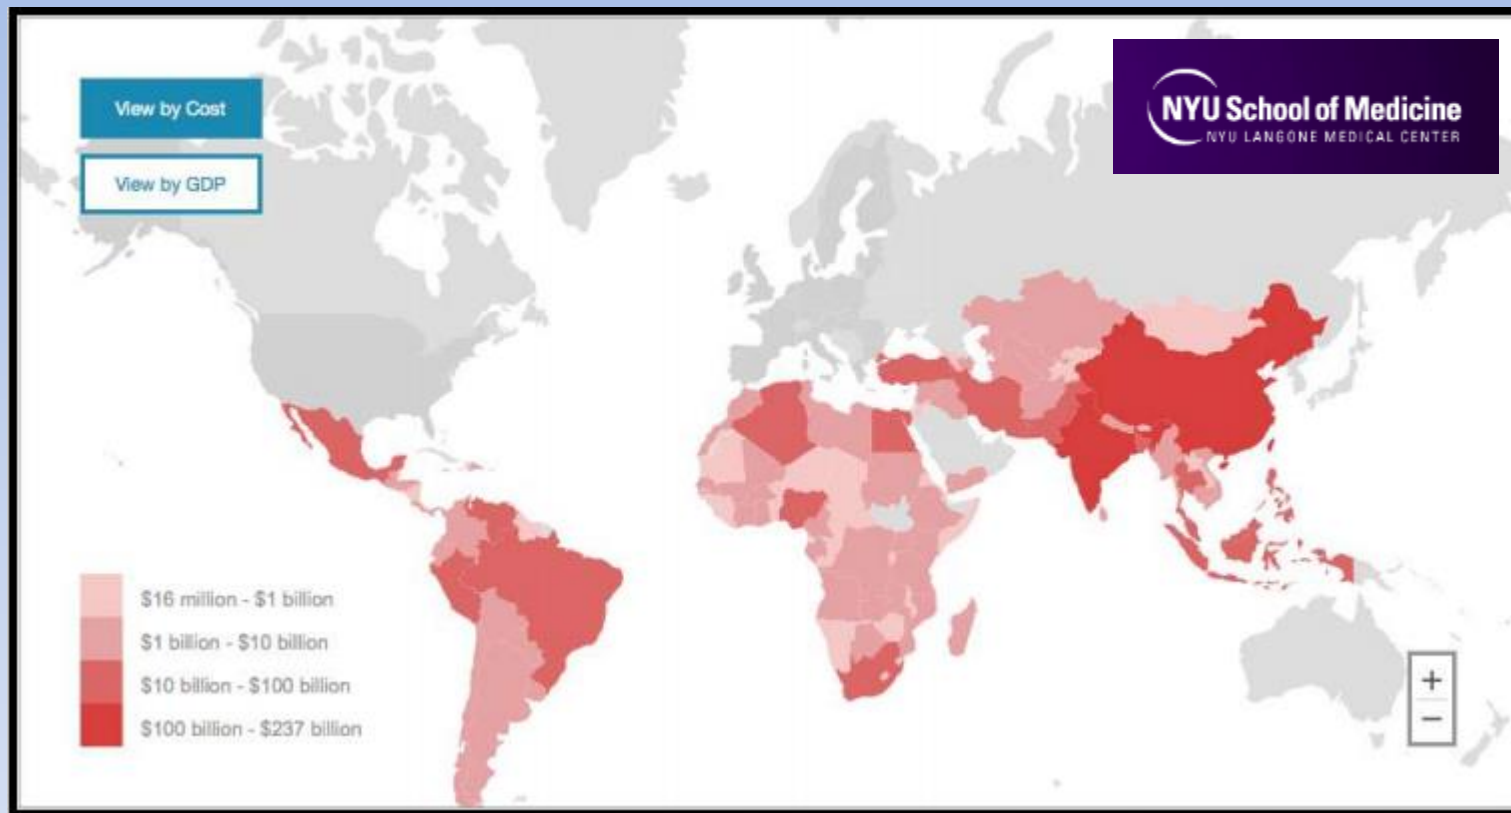 View by Cost
View by GDP
NYU School of Medicine
NYU LANGONE MEDICAL CENTER
$16 million - $1 billion
$1 billion - $10 billion
$10 billion - $100 billion
$100 billion - $237 billion
+
−